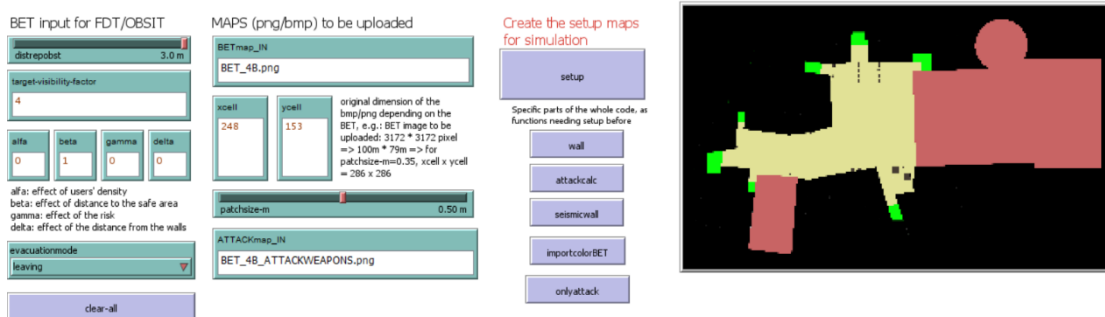 BET input for FDT/OBSIT
distrepobst 3.0 m
target-visibility-factor
4
alfa beta gamma delta
0 1 0 0
alfa: effect of users' density
beta: effect of distance to the safe area
gamma: effect of the risk
delta: effect of the distance from the walls
evacuationmode
leaving
clear-all
MAPS (png/bmp) to be uploaded
BETmap_IN
BET_4B.png
xcell ycell
248 153
original dimension of the
bmp/png depending on the
BET, e.g.: BET image to be
uploaded: 3172 * 3172 pixel
=> 100m * 79m => for
patchsize-m=0.35, xcell x ycell
= 286 x 286
patchsize-m 0.50 m
ATTACKmap_IN
BET_4B_ATTACKWEAPONS.png
Create the setup maps
for simulation
setup
Specific parts of the whole code, as
functions needing setup before
wall
attackcalc
seismicwall
importcolorBET
onlyattack